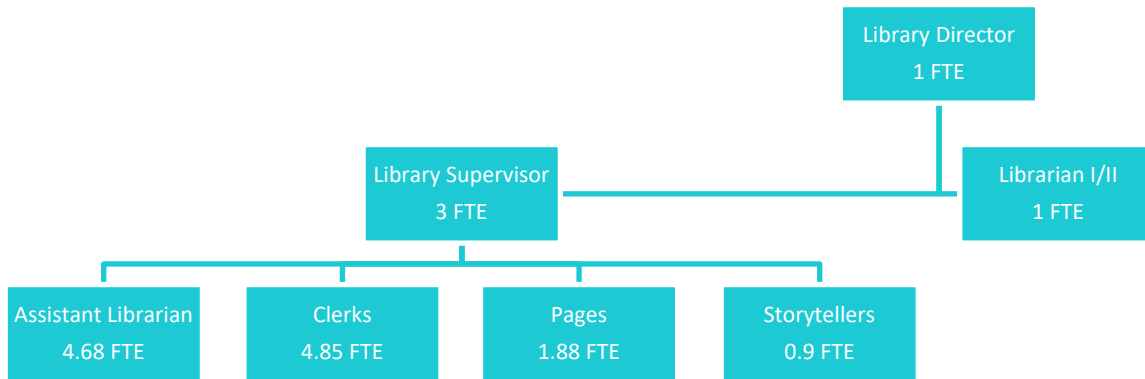 Library Director
1 FTE
Library Supervisor
3 FTE
Librarian I/II
1 FTE
Assistant Librarian
4.68 FTE
Clerks
4.85 FTE
Pages
1.88 FTE
Storytellers
0.9 FTE